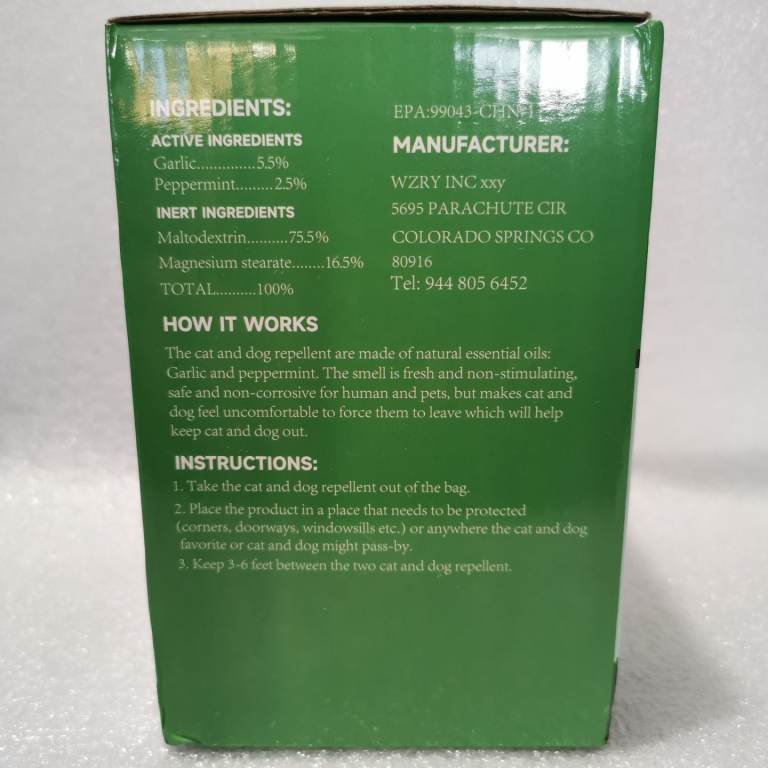 INGREDIENTS:
ACTIVE INGREDIENTS
Garlic..............5.5%
Peppermint.........2.5%
INERT INGREDIENTS
Maltodextrin..........75.5%
Magnesium stearate........16.5%
TOTAL..........100%
EPA:99043-CHN-1
MANUFACTURER:
WZRY INC xxy
5695 PARACHUTE CIR
COLORADO SPRINGS CO
80916
Tel: 944 805 6452
HOW IT WORKS
The cat and dog repellent are made of natural essential oils:
Garlic and peppermint. The smell is fresh and non-stimulating,
safe and non-corrosive for human and pets, but makes cat and
dog feel uncomfortable to force them to leave which will help
keep cat and dog out.
INSTRUCTIONS:
1. Take the cat and dog repellent out of the bag.
2. Place the product in a place that needs to be protected
(corners, doorways, windowsills etc.) or anywhere the cat and dog
favorite or cat and dog might pass-by.
3. Keep 3-6 feet between the two cat and dog repellent.